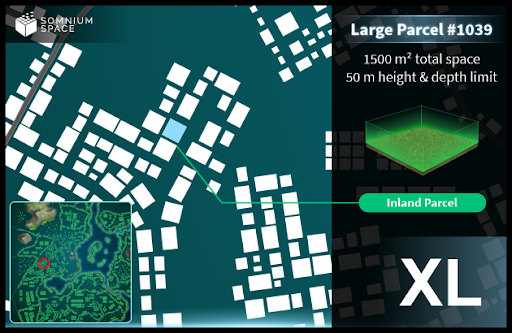 SOMNIUM
SPACE
Large Parcel #1039
1500 m² total space
50 m height & depth limit
Inland Parcel
XL